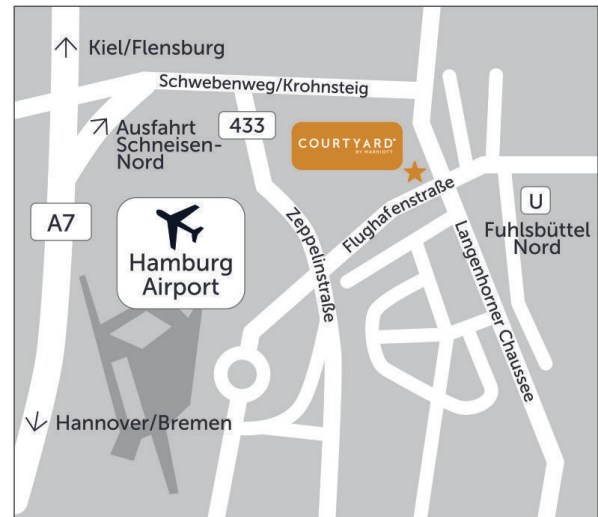 Kiel/Flensburg
Schwebenweg/Krohnsteig
Ausfahrt
Schneisen-
Nord
433
COURTYARD®
BY MARRIOTT
A7
Hamburg
Airport
Zeppelinstraße
Flughafenstraße
U
Fuhlsbüttel
Nord
Langenhorner Chaussee
Hannover/Bremen